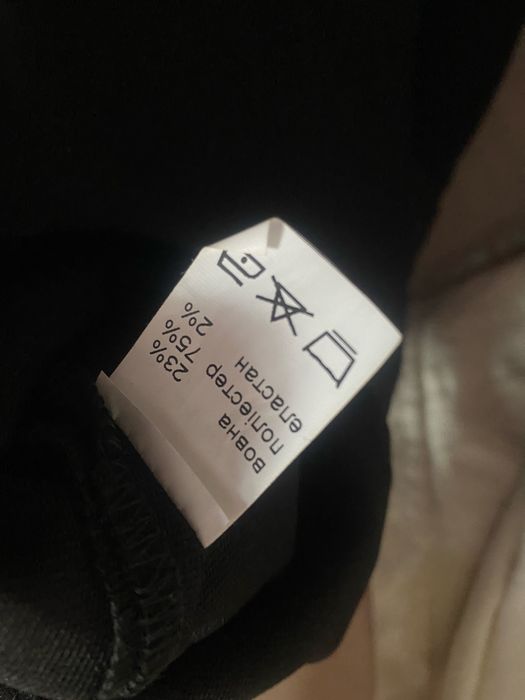 вовна 23%
поліестер 75%
еластан 2%